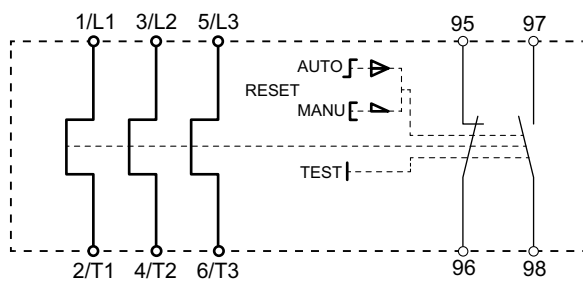 1/L1 3/L2 5/L3 95 97
AUTO
RESET
MANU
TEST
2/T1 4/T2 6/T3 96 98